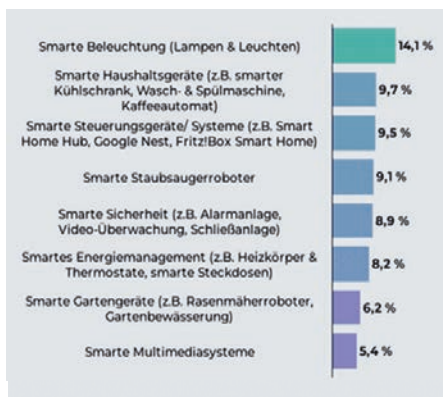 Smarte Beleuchtung (Lampen & Leuchten)
14,1 %
Smarte Haushaltsgeräte (z.B. smarter
Kühlschrank, Wasch- & Spülmaschine,
Kaffeeautomat)
9,7 %
Smarte Steuerungsgeräte/ Systeme (z.B. Smart
Home Hub, Google Nest, Fritz!Box Smart Home)
9,5 %
Smarte Staubsaugerroboter
9,1 %
Smarte Sicherheit (z.B. Alarmanlage,
Video-Überwachung, Schließanlage)
8,9 %
Smartes Energiemanagement (z.B. Heizkörper &
Thermostate, smarte Steckdosen)
8,2 %
Smarte Gartengeräte (z.B. Rasenmäherroboter,
Gartenbewässerung)
6,2 %
Smarte Multimediasysteme
5,4 %